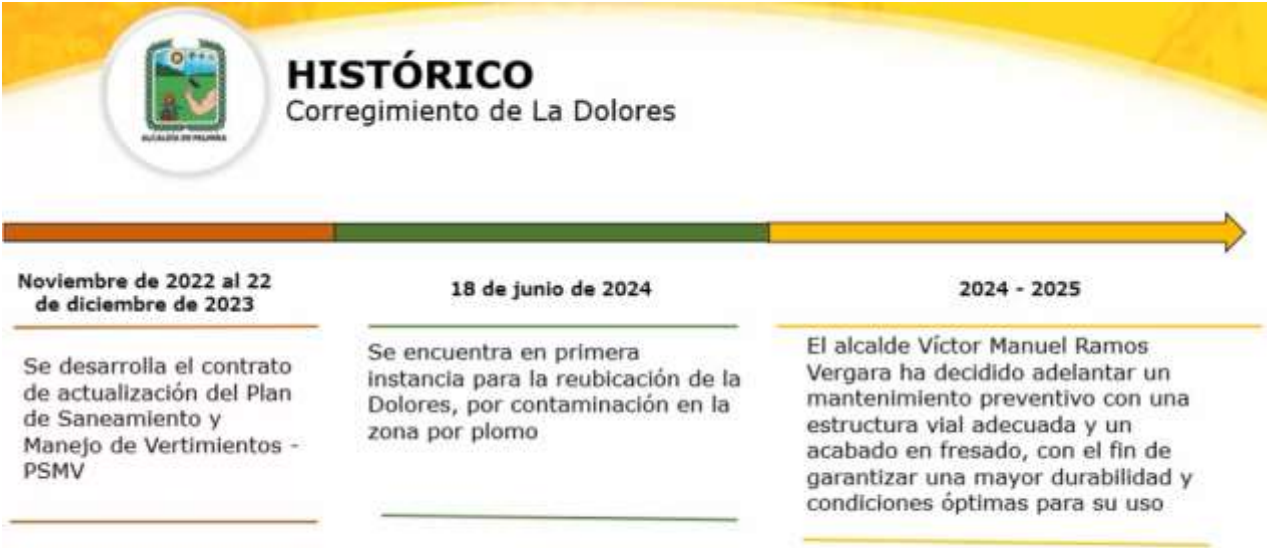 ALCALDÍA DE PALMIRA
HISTÓRICO
Corregimiento de La Dolores
Noviembre de 2022 al 22
de diciembre de 2023
Se desarrolla el contrato
de actualización del Plan
de Saneamiento y
Manejo de Vertimientos -
PSMV
18 de junio de 2024
Se encuentra en primera
instancia para la reubicación de la
Dolores, por contaminación en la
zona por plomo
2024 - 2025
El alcalde Víctor Manuel Ramos
Vergara ha decidido adelantar un
mantenimiento preventivo con una
estructura vial adecuada y un
acabado en fresado, con el fin de
garantizar una mayor durabilidad y
condiciones óptimas para su uso